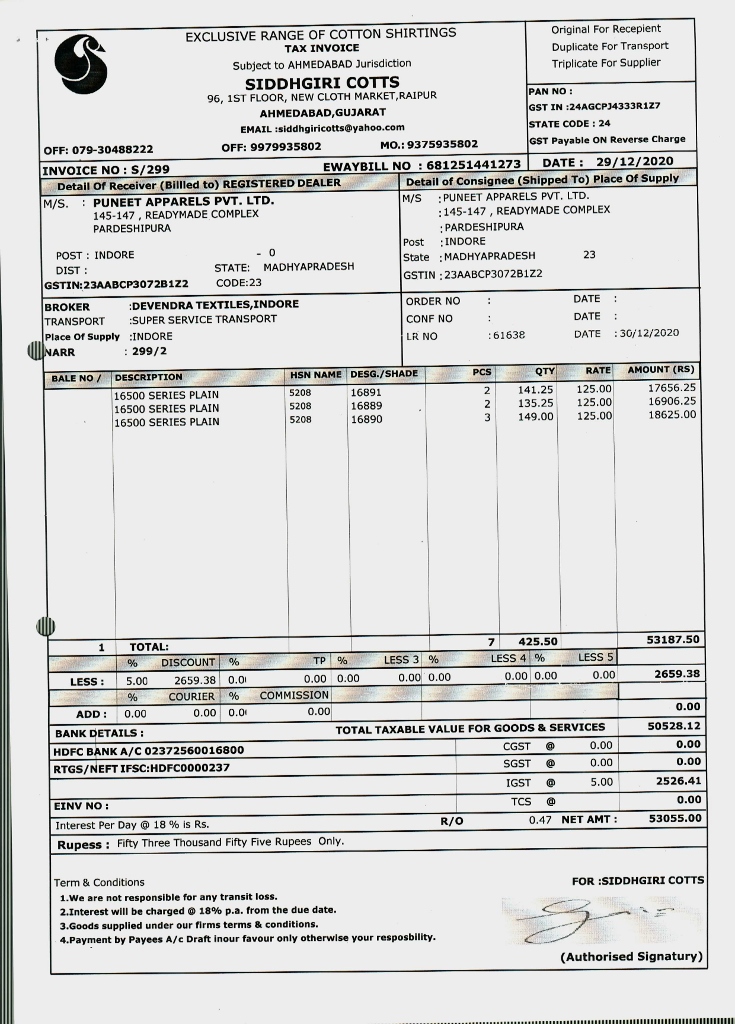 EXCLUSIVE RANGE OF COTTON SHIRTINGS
TAX INVOICE
Subject to AHMEDABAD Jurisdiction
SIDDHGIRI COTTS
96, 1ST FLOOR, NEW CLOTH MARKET,RAIPUR
AHMEDABAD,GUJARAT
EMAIL :siddhgiricotts@yahoo.com
OFF: 079-30488222 OFF: 9979935802 MO.: 9375935802
Original For Recepient
Duplicate For Transport
Triplicate For Supplier
PAN NO :
GST IN :24AGCPJ4333R1Z7
STATE CODE : 24
GST Payable ON Reverse Charge
INVOICE NO : S/299 EWAYBILL NO : 681251441273 DATE : 29/12/2020
Detail Of Receiver (Billled to) REGISTERED DEALER
M/S. : PUNEET APPARELS PVT. LTD.
145-147 , READYMADE COMPLEX
PARDESHIPURA
POST : INDORE - 0
DIST : STATE: MADHYAPRADESH
GSTIN:23AABCP3072B1Z2 CODE:23
Detail of Consignee (Shipped To) Place Of Supply
M/S :PUNEET APPARELS PVT. LTD.
:145-147 , READYMADE COMPLEX
:PARDESHIPURA
Post :INDORE
State :MADHYAPRADESH 23
GSTIN :23AABCP3072B1Z2
BROKER :DEVENDRA TEXTILES,INDORE
TRANSPORT :SUPER SERVICE TRANSPORT
Place Of Supply :INDORE
NARR : 299/2
ORDER NO : DATE :
CONF NO : DATE :
LR NO :61638 DATE :30/12/2020
BALE NO / DESCRIPTION HSN NAME DESG./SHADE PCS QTY RATE AMOUNT (RS)
16500 SERIES PLAIN 5208 16891 2 141.25 125.00 17656.25
16500 SERIES PLAIN 5208 16889 2 135.25 125.00 16906.25
16500 SERIES PLAIN 5208 16890 3 149.00 125.00 18625.00
1 TOTAL: 7 425.50 53187.50
% DISCOUNT % TP % LESS 3 % LESS 4 % LESS 5
LESS : 5.00 2659.38 0.0 0.00 0.00 0.00 0.00 0.00 0.00 0.00 2659.38
% COURIER % COMMISSION
ADD : 0.00 0.00 0.0 0.00 0.00
BANK DETAILS : TOTAL TAXABLE VALUE FOR GOODS & SERVICES 50528.12
HDFC BANK A/C 02372560016800 CGST @ 0.00 0.00
RTGS/NEFT IFSC:HDFC0000237 SGST @ 0.00 0.00
IGST @ 5.00 2526.41
EINV NO : TCS @ 0.00
Interest Per Day @ 18 % is Rs. R/O 0.47 NET AMT : 53055.00
Rupess : Fifty Three Thousand Fifty Five Rupees Only.
Term & Conditions
1.We are not responsible for any transit loss.
2.Interest will be charged @ 18% p.a. from the due date.
3.Goods supplied under our firms terms & conditions.
4.Payment by Payees A/c Draft inour favour only otherwise your resposbility.
FOR :SIDDHGIRI COTTS
(Authorised Signatury)